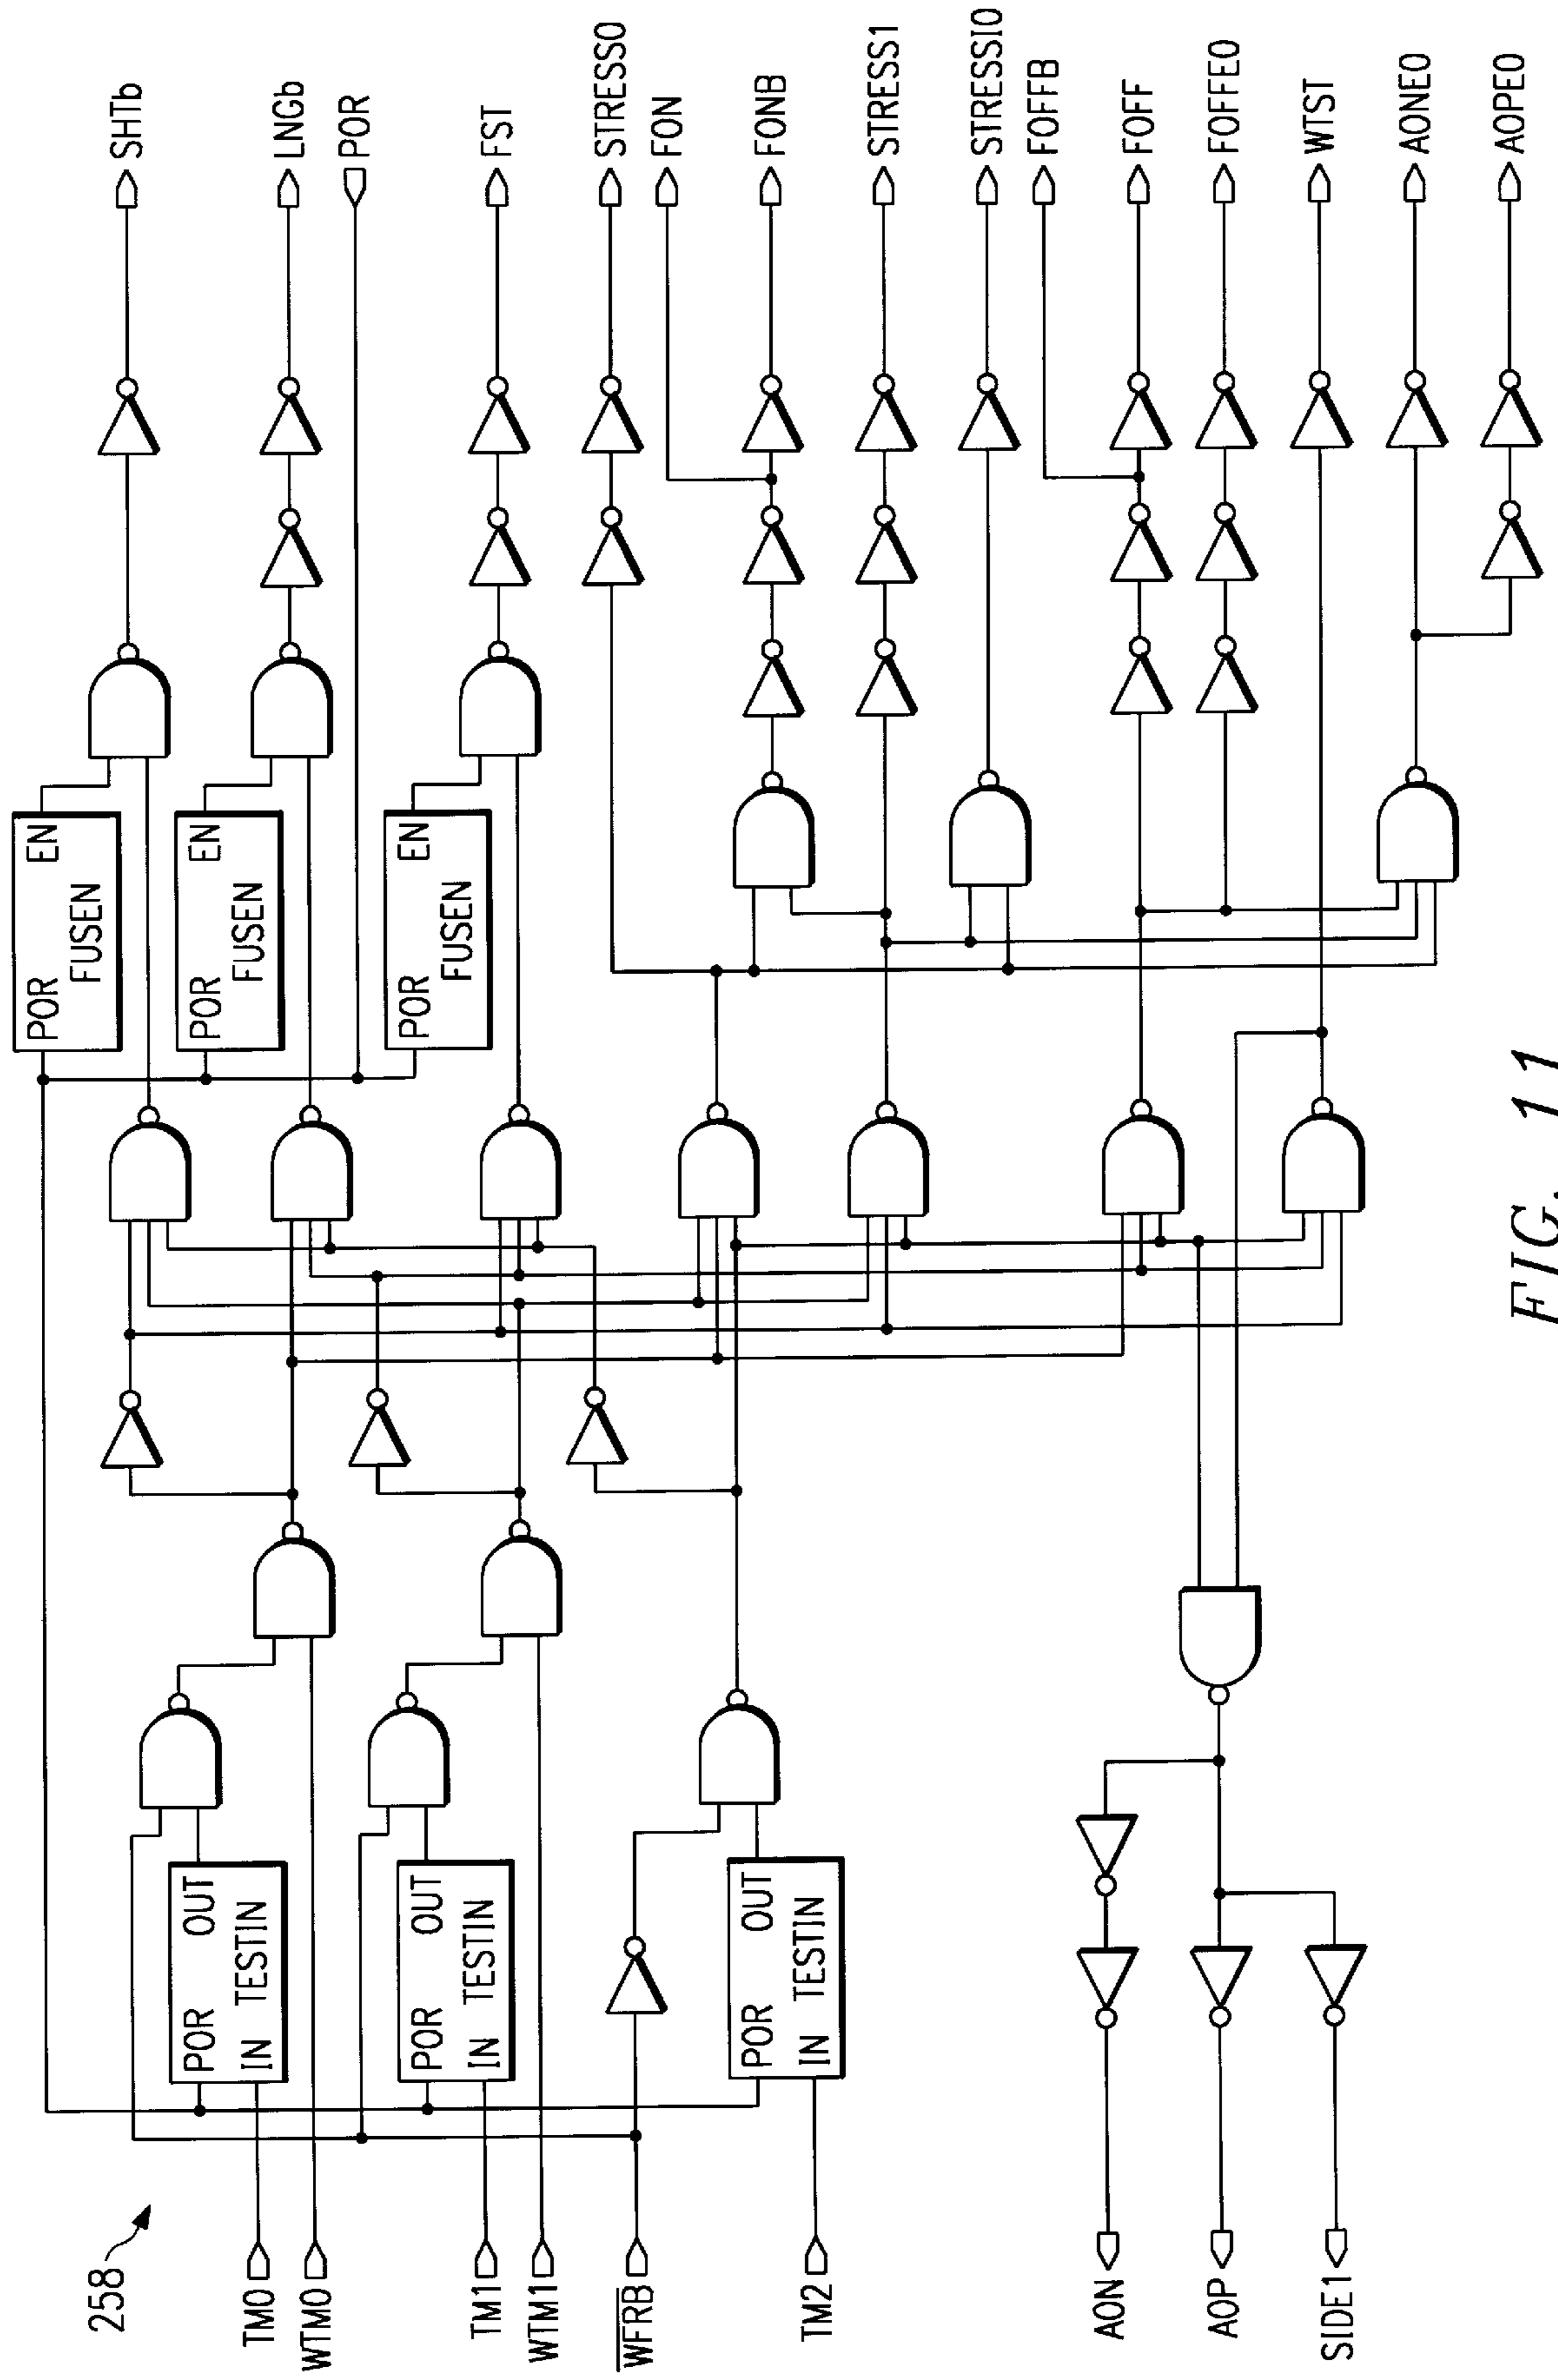 258
TM0
WTM0
TM1
WTM1
WFRB
TM2
AON
AOP
SIDE1
POR OUT
IN TESTIN
POR OUT
IN TESTIN
POR OUT
IN TESTIN
POR EN
FUSEN
POR EN
FUSEN
POR EN
FUSEN
SHTb
LNGb
POR
FST
STRESS0
FON
FONB
STRESS1
STRESSIO
FOFFB
FOFF
FOFFEO
WTST
AONEO
AOPEO
FIG. 11